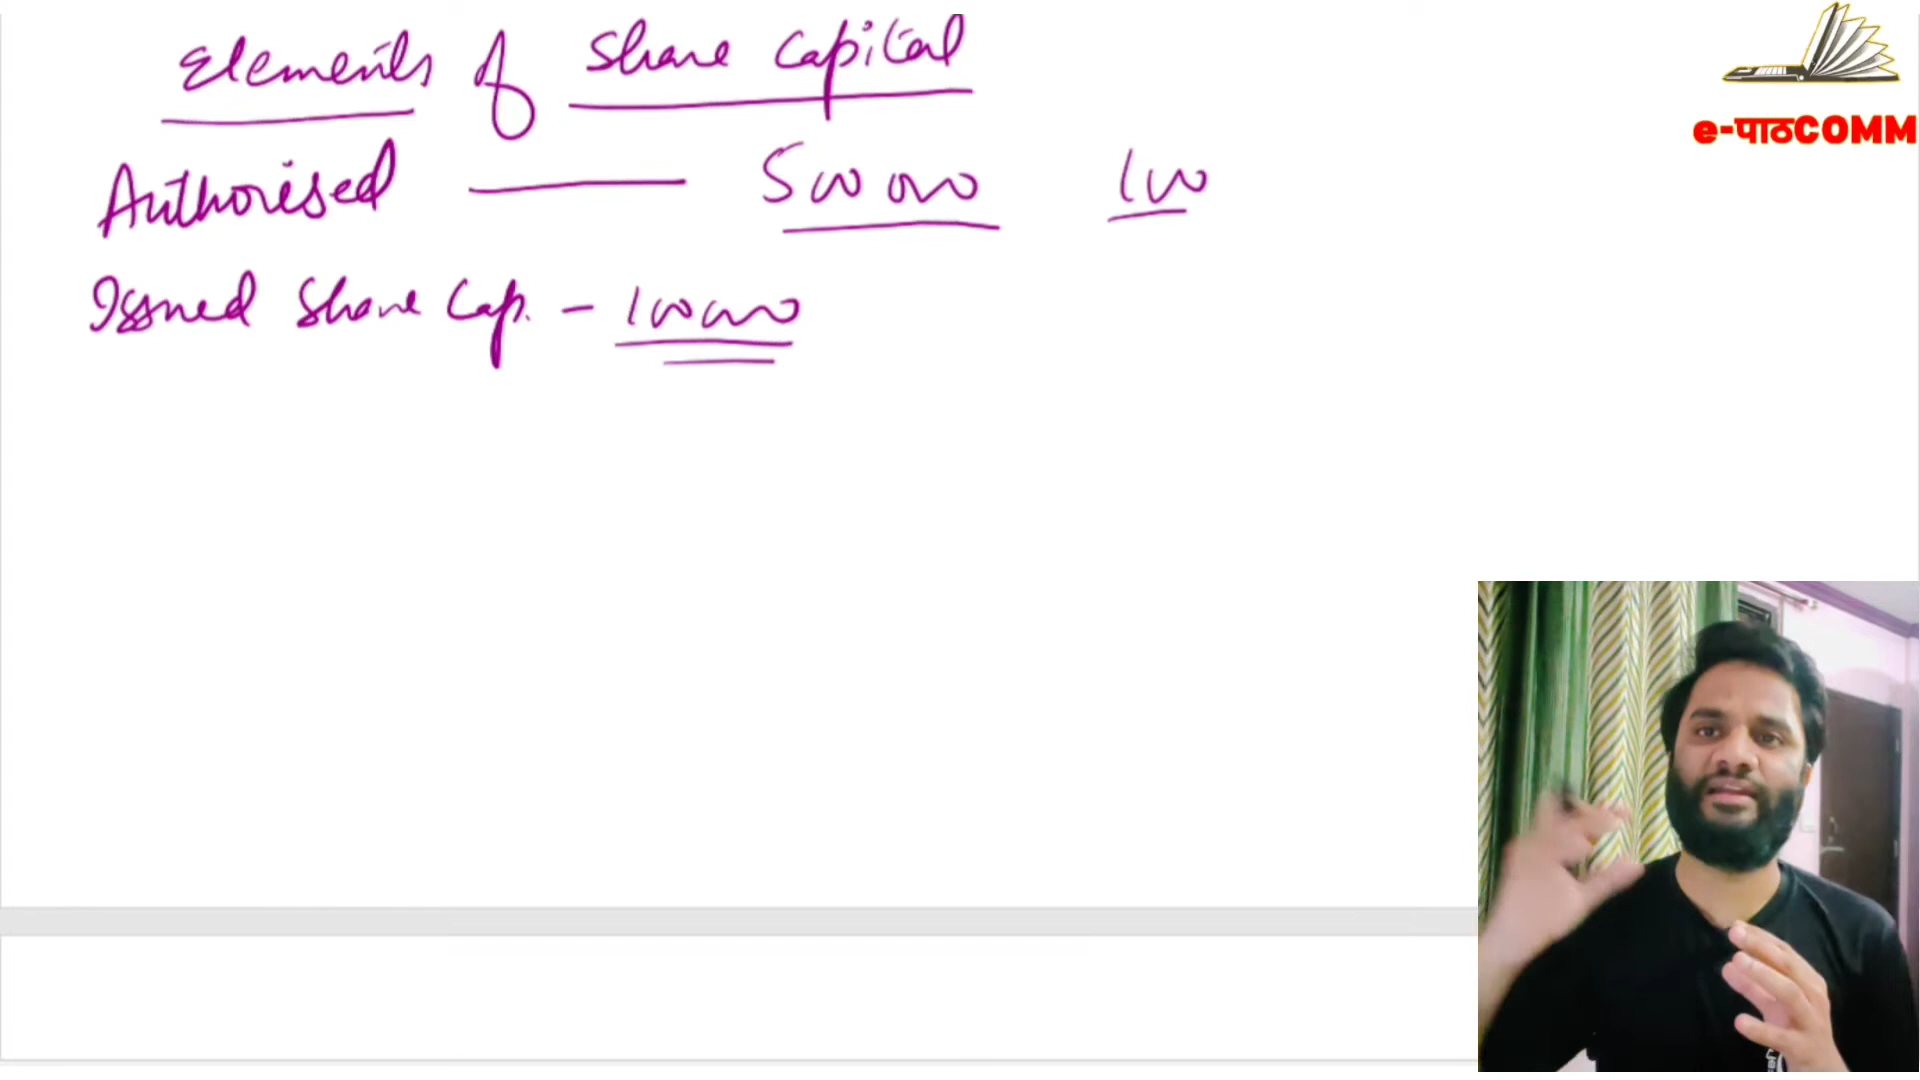 Elements of Share Capital
Authorised — 500000 100
Issued Share Cap. - 100000
e-पाठCOMM